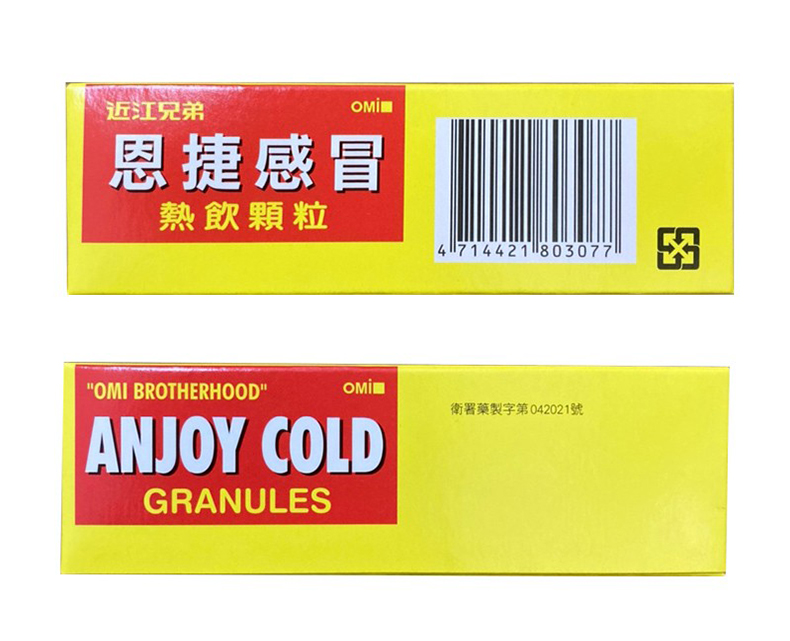 近江兄弟
OMi
恩捷感冒
熱飲顆粒
4 714421 803077
"OMI BROTHERHOOD"
OMi
ANJOY COLD
GRANULES
衛署藥製字第042021號